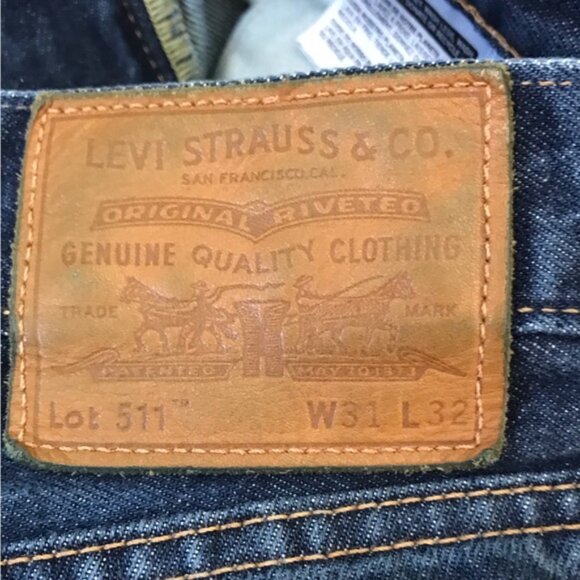 LEVI STRAUSS & CO.
SAN FRANCISCO, CAL.
ORIGINAL RIVETED
GENUINE QUALITY CLOTHING
TRADE MARK
PATENTED MAY 20 1873
Lot 511™ W31 L32